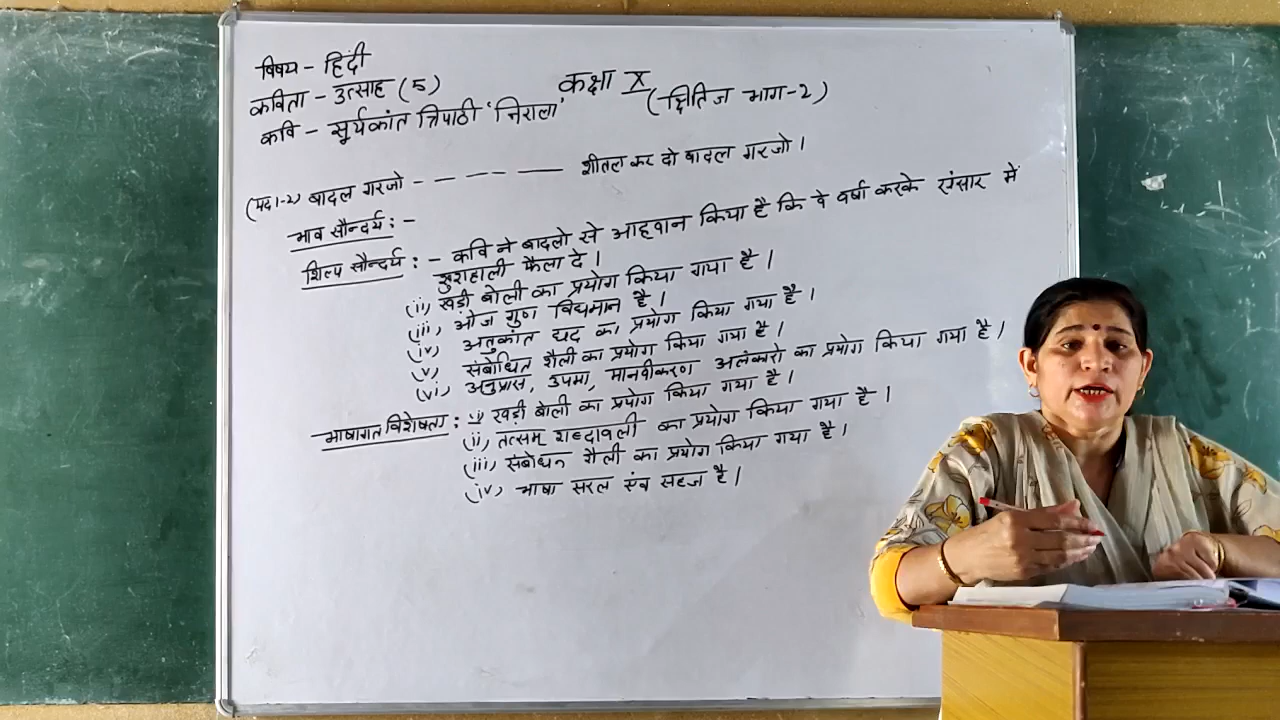 विषय - हिंदी
कविता - उत्साह (5)
कक्षा X
कवि - सूर्यकांत त्रिपाठी 'निराला'
(क्षितिज भाग-2)
(पद 1-2) बादल गरजो - - - - - - शीतल कर दो बादल गरजो।
भाव सौन्दर्य : -
शिल्प सौन्दर्य : - कवि ने बादलो से आह्वान किया है कि वे वर्षा करके संसार में
खुशहाली फैला दे।
(ii) खड़ी बोली का प्रयोग किया गया है।
(iii) ओज गुण विद्यमान है।
(iv) अतुकांत छंद का प्रयोग किया गया है।
(v) संबोधित शैली का प्रयोग किया गया है।
(vi) अनुप्रास, उपमा, मानवीकरण अलंकारो का प्रयोग किया गया है।
भाषागत विशेषता : (i) खड़ी बोली का प्रयोग किया गया है।
(ii) तत्सम् शब्दावली का प्रयोग किया गया है।
(iii) संबोधन शैली का प्रयोग किया गया है।
(iv) भाषा सरल एंव सहज है।